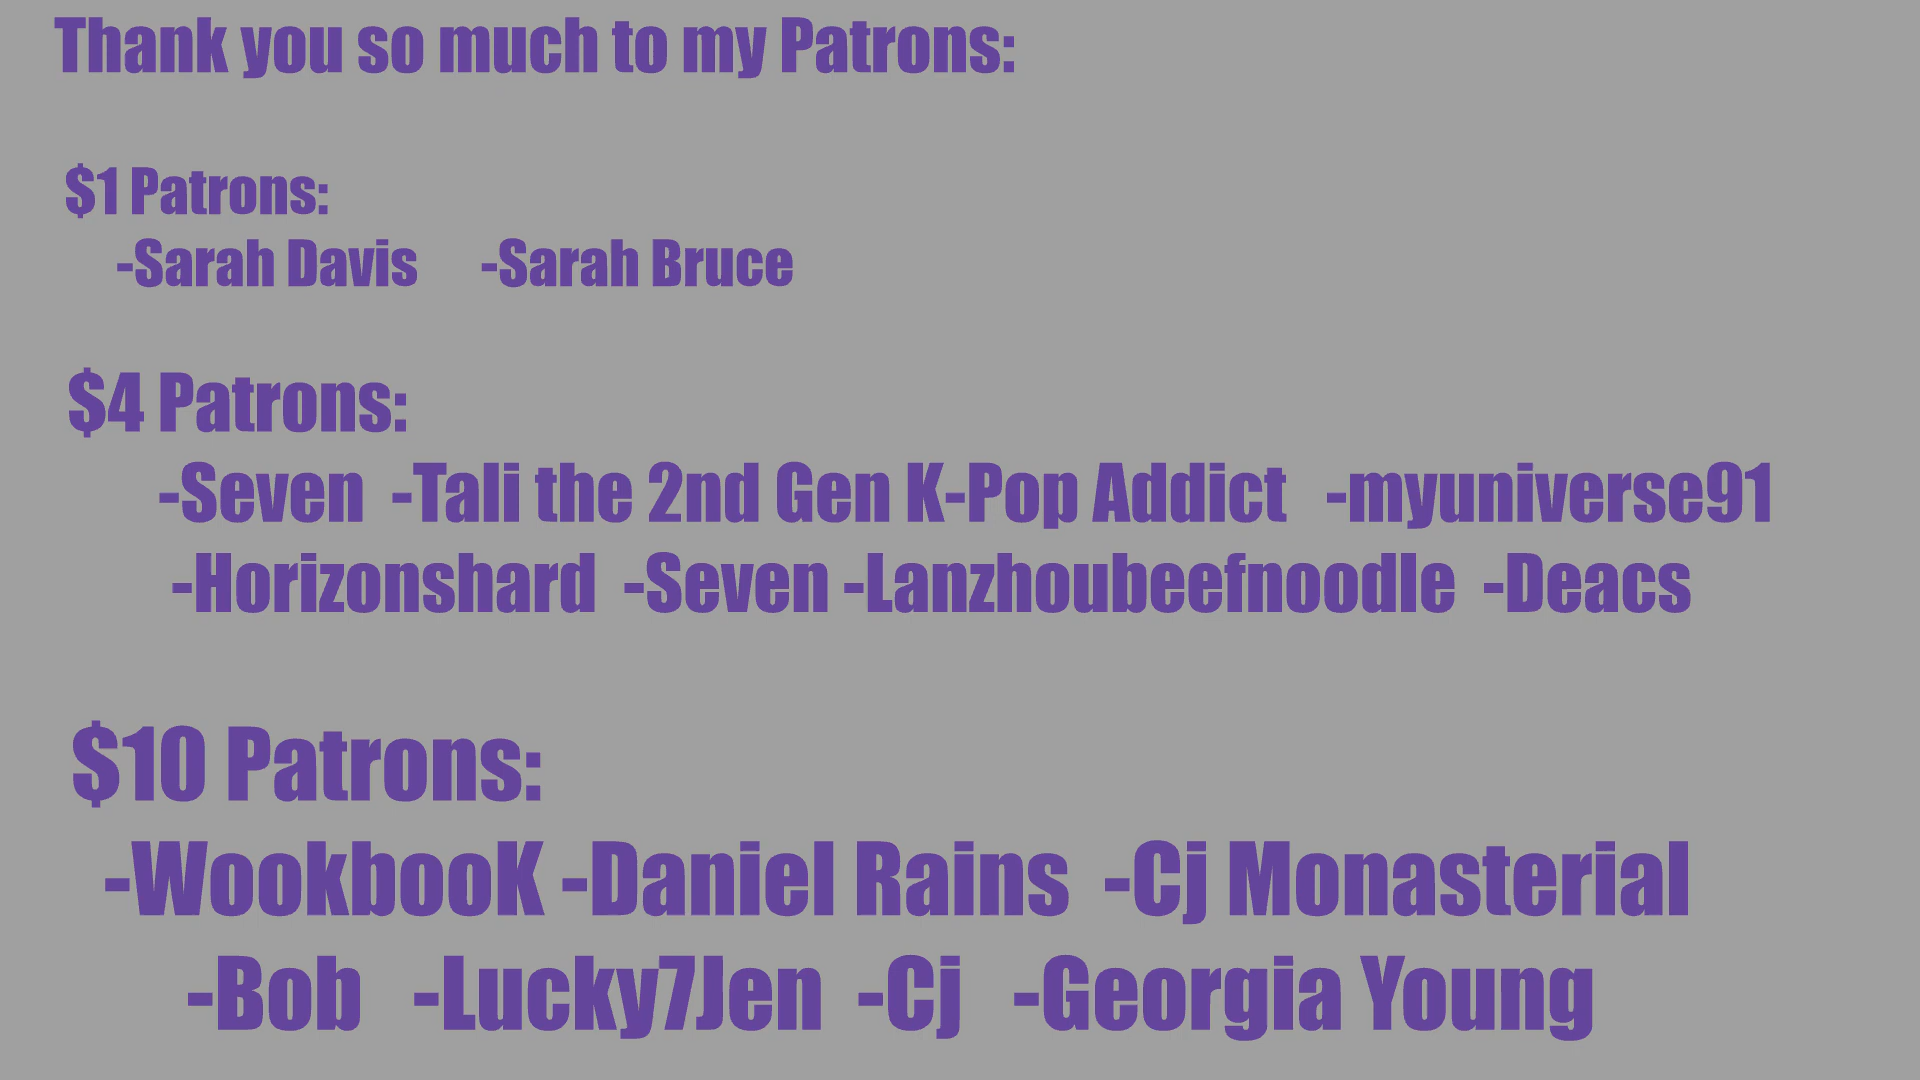 Thank you so much to my Patrons:
$1 Patrons:
-Sarah Davis -Sarah Bruce
$4 Patrons:
-Seven -Tali the 2nd Gen K-Pop Addict -myuniverse91
-Horizonshard -Seven -Lanzhoubeefnoodle -Deacs
$10 Patrons:
-WookbooK -Daniel Rains -Cj Monasterial
-Bob -Lucky7Jen -Cj -Georgia Young